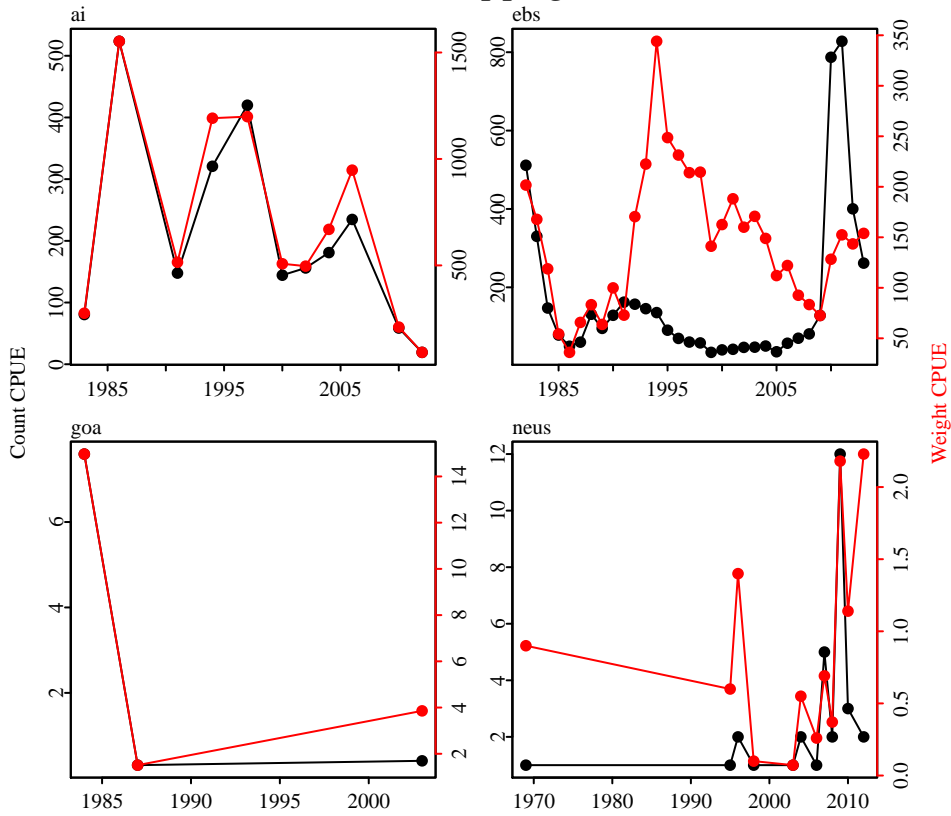 ai
ebs
0 100 200 300 400 500
500 1000 1500
200 400 600 800
50 100 150 200 250 300 350
1985 1995 2005
1985 1995 2005
Count CPUE
Weight CPUE
goa
neus
2 4 6
2 4 6 8 10 12 14
2 4 6 8 10 12
0.0 0.5 1.0 1.5 2.0
1985 1990 1995 2000
1970 1980 1990 2000 2010